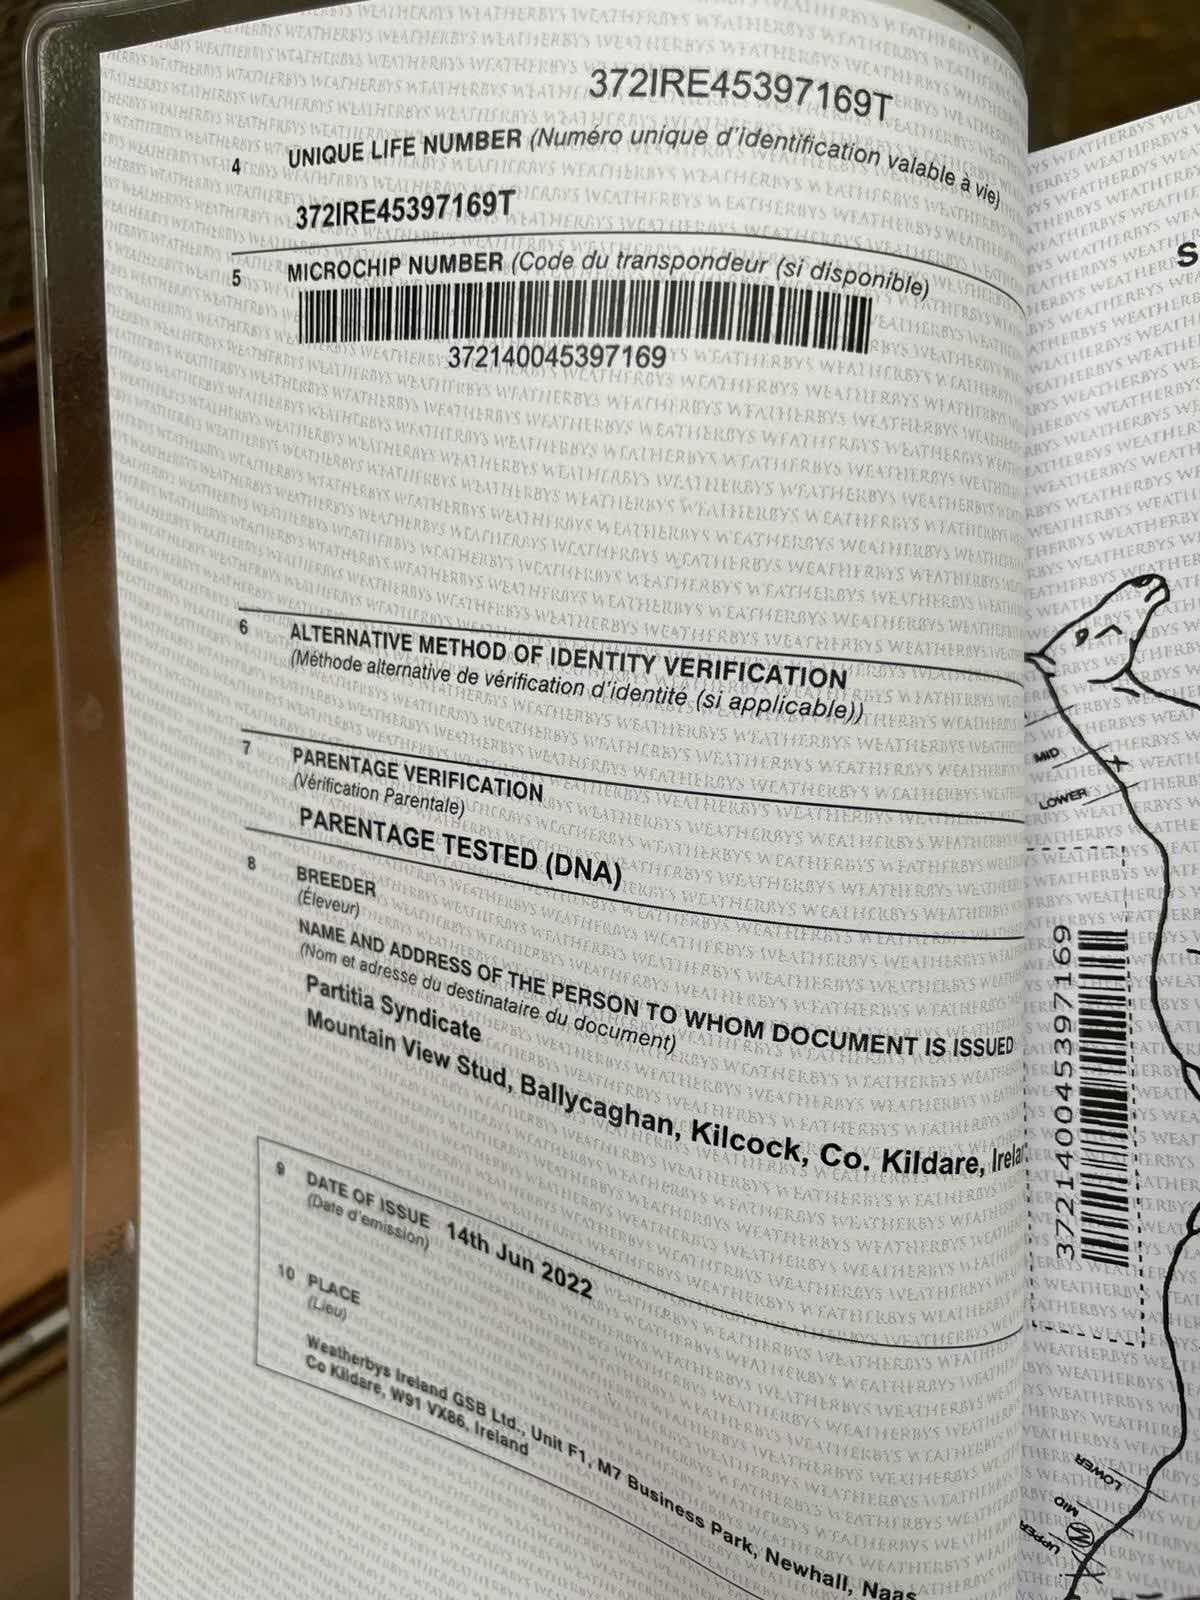 372IRE45397169T
4 UNIQUE LIFE NUMBER (Numéro unique d'identification valable à vie)
372IRE45397169T
5 MICROCHIP NUMBER (Code du transpondeur (si disponible)
372140045397169
6 ALTERNATIVE METHOD OF IDENTITY VERIFICATION
(Méthode alternative de vérification d'identité (si applicable))
7 PARENTAGE VERIFICATION
(Vérification Parentale)
PARENTAGE TESTED (DNA)
8 BREEDER
(Éleveur)
NAME AND ADDRESS OF THE PERSON TO WHOM DOCUMENT IS ISSUED
(Nom et adresse du destinataire du document)
Partitia Syndicate
Mountain View Stud, Ballycaghan, Kilcock, Co. Kildare,
9 DATE OF ISSUE 14th Jun 2022
(Date d'emission)
10 PLACE
(Lieu)
Weatherbys Ireland GSB Ltd., Unit F1, M7 Business Park, Newhall, Naas
Co Kildare, W91 VX86, Ireland
S
MID
LOWER
372140045397169
LOWER
MID
UPPER
WEATHERBYS